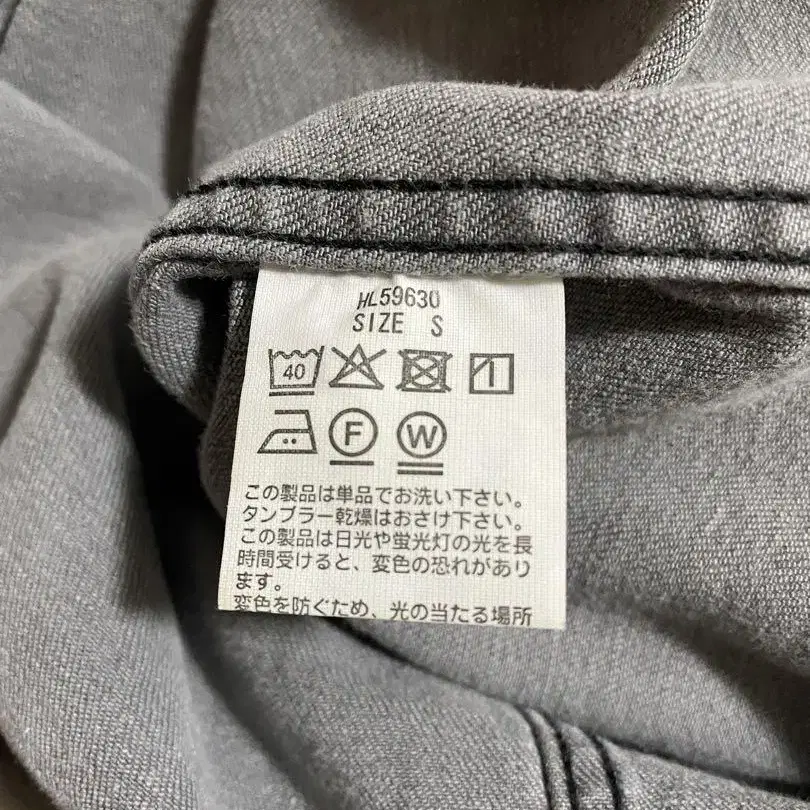 HL59630
SIZE S
40
F W
この製品は単品でお洗い下さい。
タンブラー乾燥はおさけ下さい。
この製品は日光や蛍光灯の光を長
時間受けると、変色の恐れがあり
ます。
変色を防ぐため、光の当たる場所